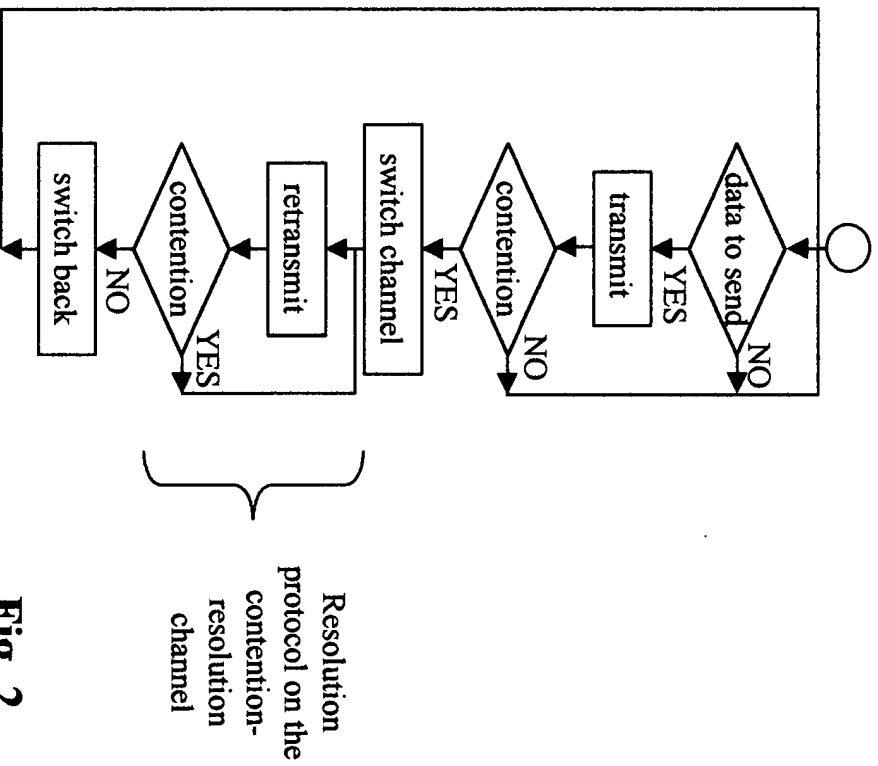 data to send
NO
YES
transmit
contention
NO
YES
switch channel
retransmit
contention
YES
NO
switch back
Resolution
protocol on the
contention-
resolution
channel
Fig. 2